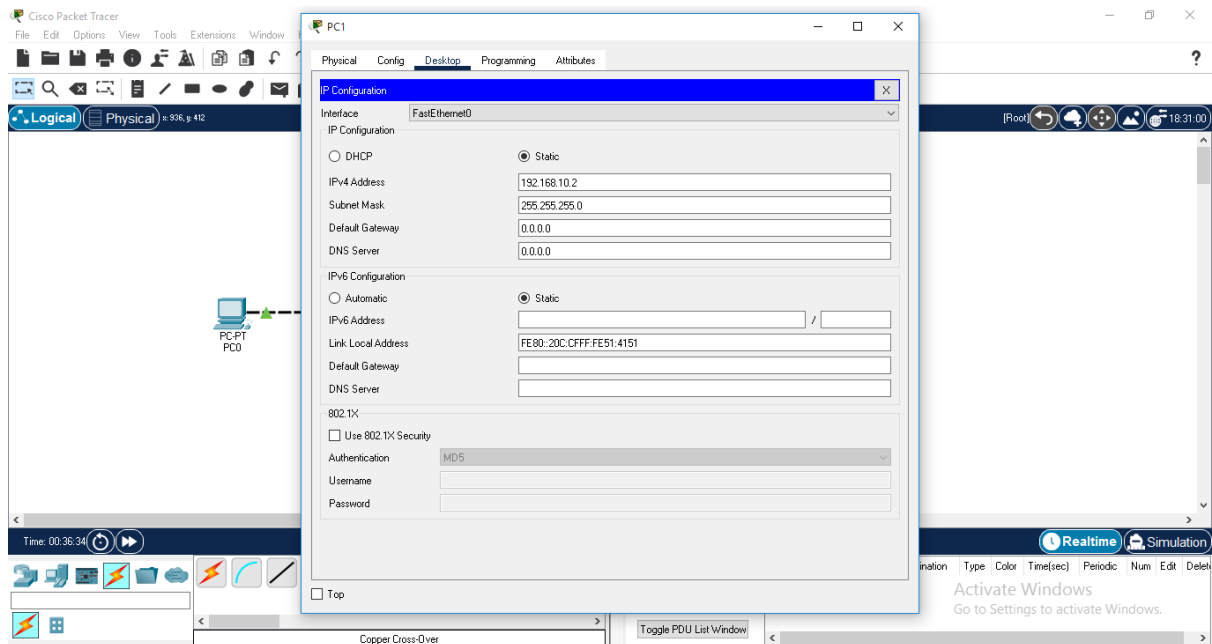 Cisco Packet Tracer
File Edit Options View Tools Extensions Window
Logical Physical x: 936, y: 412
[Root] 18:31:00
PC-PT
PC0
PC1
Physical Config Desktop Programming Attributes
IP Configuration X
Interface FastEthernet0
IP Configuration
DHCP Static
IPv4 Address 192.168.10.2
Subnet Mask 255.255.255.0
Default Gateway 0.0.0.0
DNS Server 0.0.0.0
IPv6 Configuration
Automatic Static
IPv6 Address /
Link Local Address FE80::20C:CFFF:FE51:4151
Default Gateway
DNS Server
802.1X
Use 802.1X Security
Authentication MD5
Username
Password
Top
Time: 00:36:34
Realtime Simulation
Type Color Time(sec) Periodic Num Edit
Activate Windows
Go to Settings to activate Windows.
Copper Cross-Over
Toggle PDU List Window